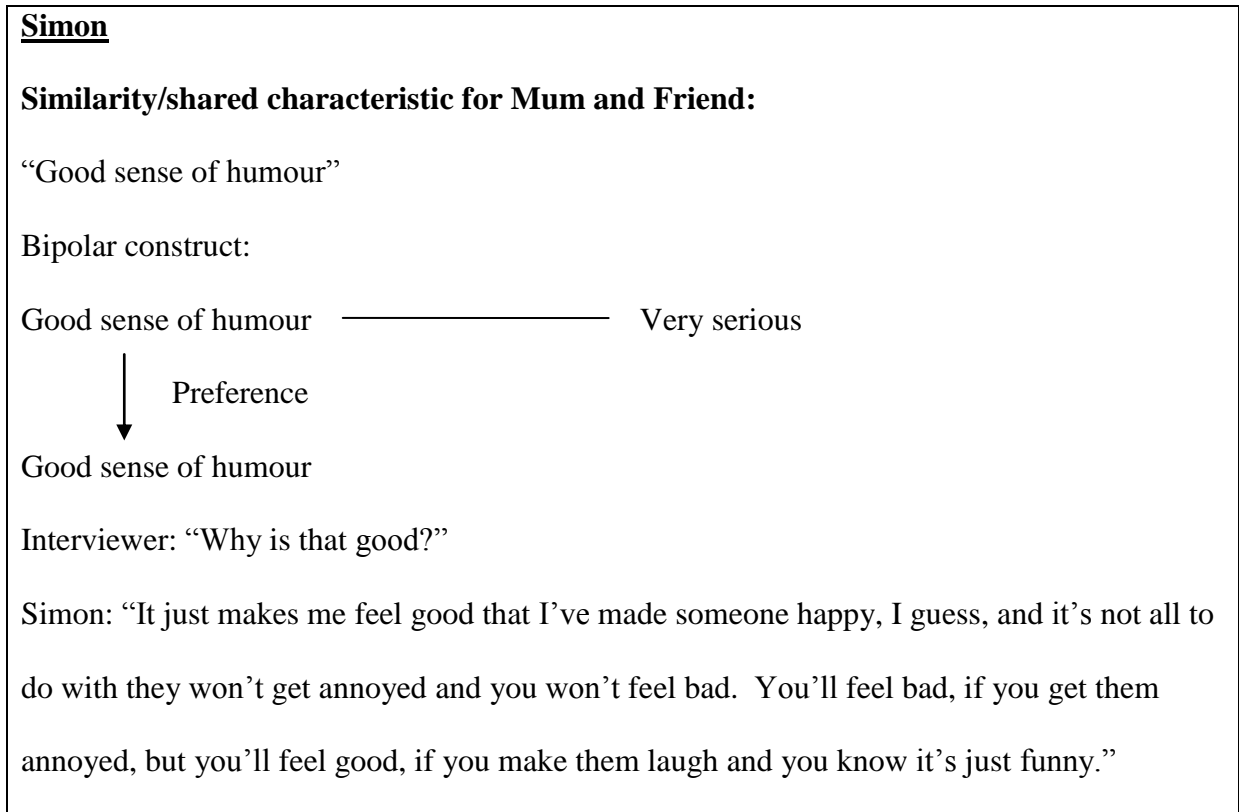 Simon
Similarity/shared characteristic for Mum and Friend:
“Good sense of humour”
Bipolar construct:
Good sense of humour Very serious
Preference
Good sense of humour
Interviewer: “Why is that good?”
Simon: “It just makes me feel good that I’ve made someone happy, I guess, and it’s not all to
do with they won’t get annoyed and you won’t feel bad.  You’ll feel bad, if you get them
annoyed, but you’ll feel good, if you make them laugh and you know it’s just funny.”